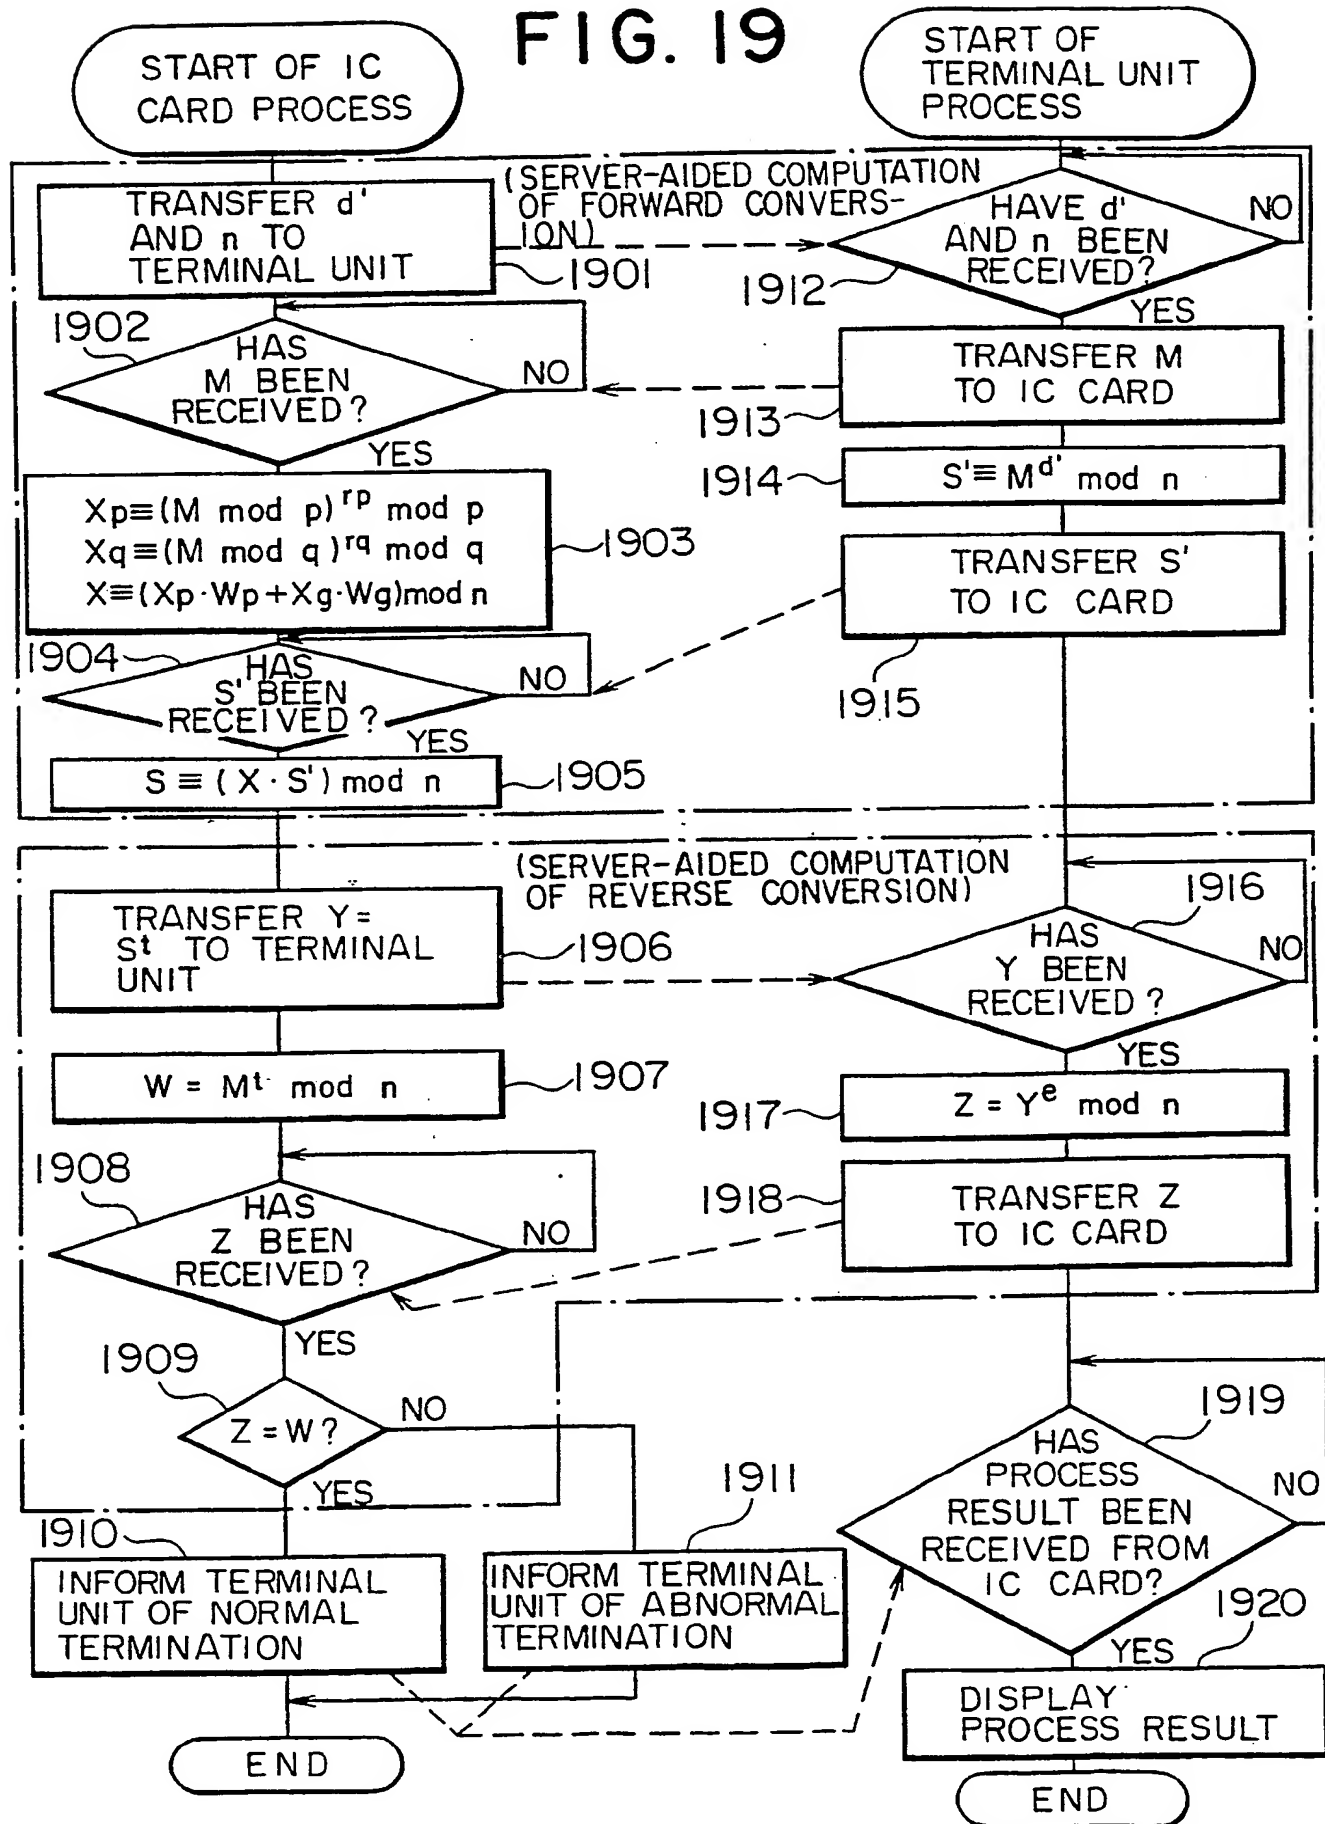 FIG. 19
START OF IC
CARD PROCESS
START OF
TERMINAL UNIT
PROCESS
(SERVER-AIDED COMPUTATION
OF FORWARD CONVERS-
ION)
TRANSFER d'
AND n TO
TERMINAL UNIT
1901
HAVE d'
AND n BEEN
RECEIVED?
NO
1912
YES
1902
HAS
M BEEN
RECEIVED?
NO
YES
TRANSFER M
TO IC CARD
1913
1914
S'≡M^d' mod n
Xp≡(M mod p)^rp mod p
Xq≡(M mod q)^rq mod q
X≡(Xp·Wp+Xg·Wg)mod n
1903
TRANSFER S'
TO IC CARD
1915
1904
HAS
S' BEEN
RECEIVED?
NO
YES
S ≡ (X · S') mod n
1905
(SERVER-AIDED COMPUTATION
OF REVERSE CONVERSION)
TRANSFER Y=
S^t TO TERMINAL
UNIT
1906
1916
HAS
Y BEEN
RECEIVED?
NO
YES
W = M^t mod n
1907
1917
Z = Y^e mod n
1908
HAS
Z BEEN
RECEIVED?
NO
YES
1918
TRANSFER Z
TO IC CARD
1909
Z = W?
NO
YES
1919
HAS
PROCESS
RESULT BEEN
RECEIVED FROM
IC CARD?
NO
YES
1910
INFORM TERMINAL
UNIT OF NORMAL
TERMINATION
1911
INFORM TERMINAL
UNIT OF ABNORMAL
TERMINATION
1920
DISPLAY
PROCESS RESULT
END
END